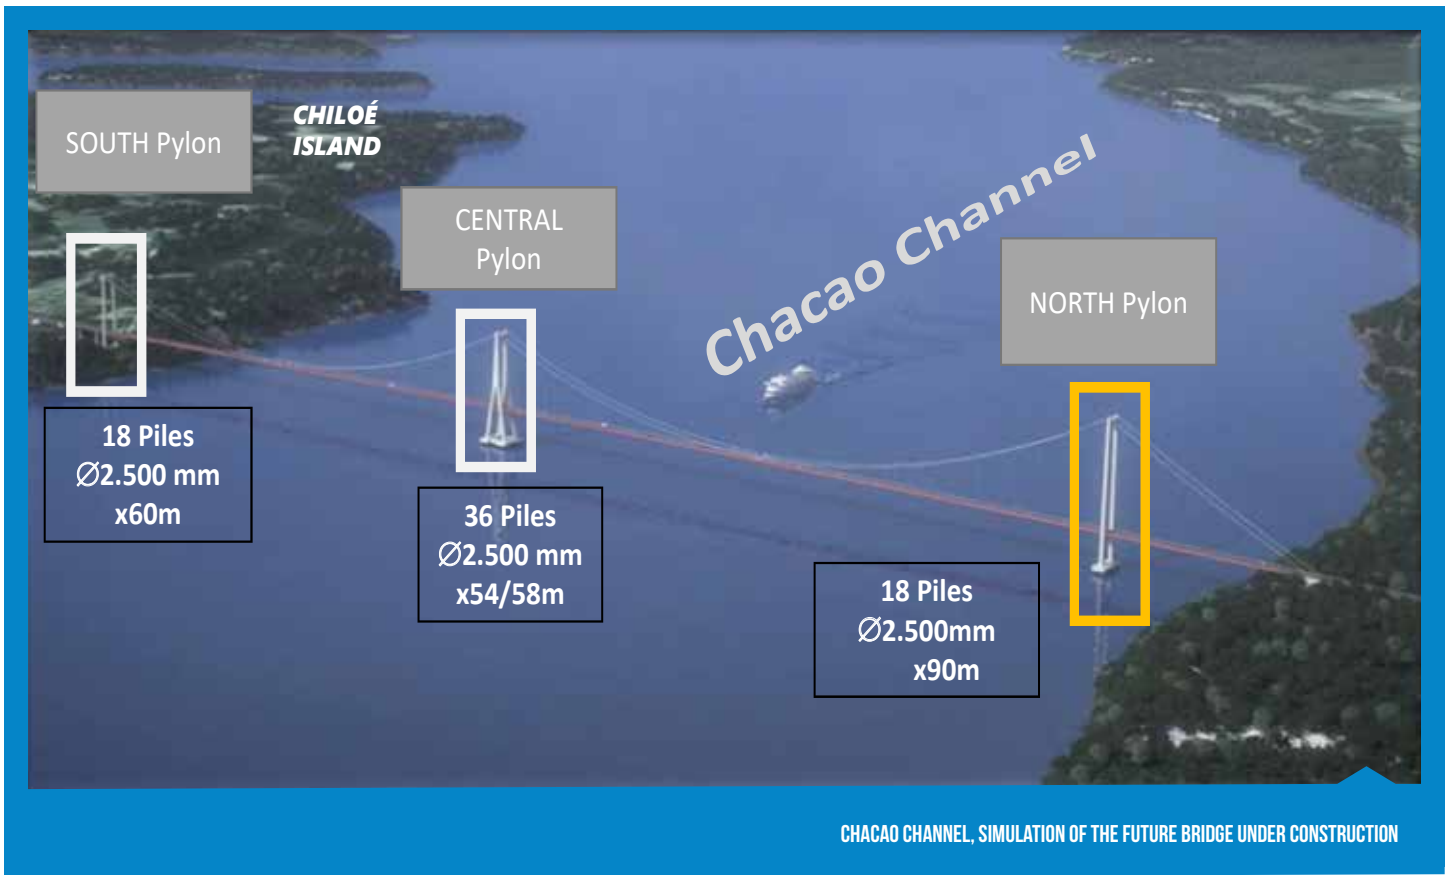 SOUTH Pylon
CHILOÉ
ISLAND
CENTRAL
Pylon
Chacao Channel
NORTH Pylon
18 Piles
∅2.500 mm
x60m
36 Piles
∅2.500 mm
x54/58m
18 Piles
∅2.500mm
x90m
CHACAO CHANNEL, SIMULATION OF THE FUTURE BRIDGE UNDER CONSTRUCTION